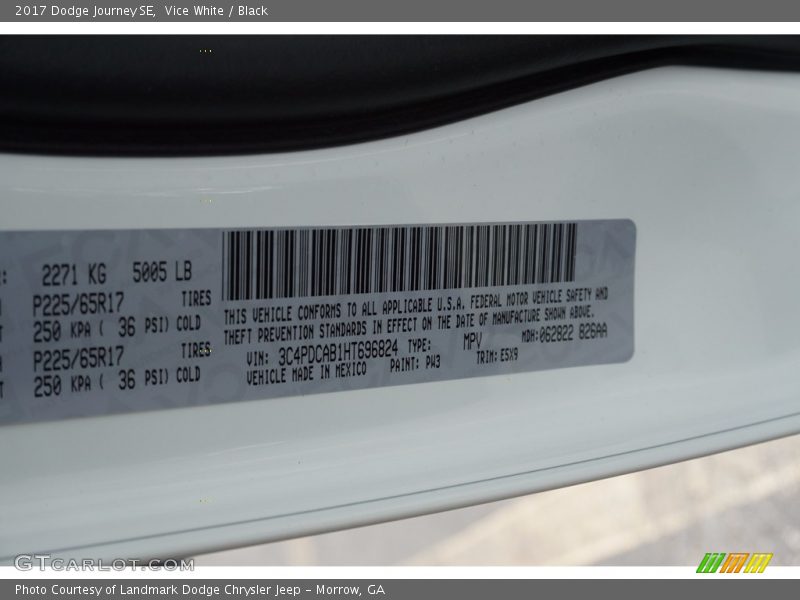 2017 Dodge Journey SE, Vice White / Black
2271 KG 5005 LB
P225/65R17 TIRES
250 KPA ( 36 PSI) COLD
P225/65R17 TIRES
250 KPA ( 36 PSI) COLD
THIS VEHICLE CONFORMS TO ALL APPLICABLE U.S.A. FEDERAL MOTOR VEHICLE SAFETY AND
THEFT PREVENTION STANDARDS IN EFFECT ON THE DATE OF MANUFACTURE SHOWN ABOVE.
VIN: 3C4PDCAB1HT696824 TYPE: MPV MDH:062822 826AA
VEHICLE MADE IN MEXICO PAINT: PW3 TRIM:E5X9
GTCARLOT.COM
Photo Courtesy of Landmark Dodge Chrysler Jeep – Morrow, GA